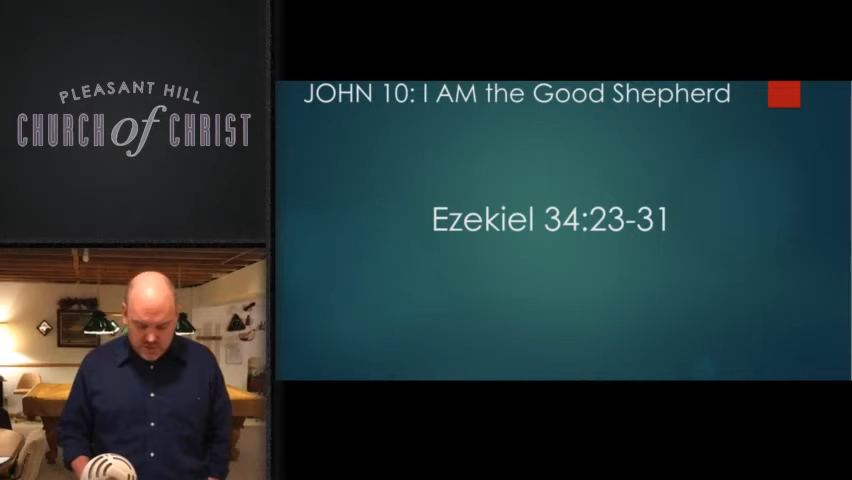 PLEASANT HILL
CHURCH of CHRIST
JOHN 10: I AM the Good Shepherd
Ezekiel 34:23-31